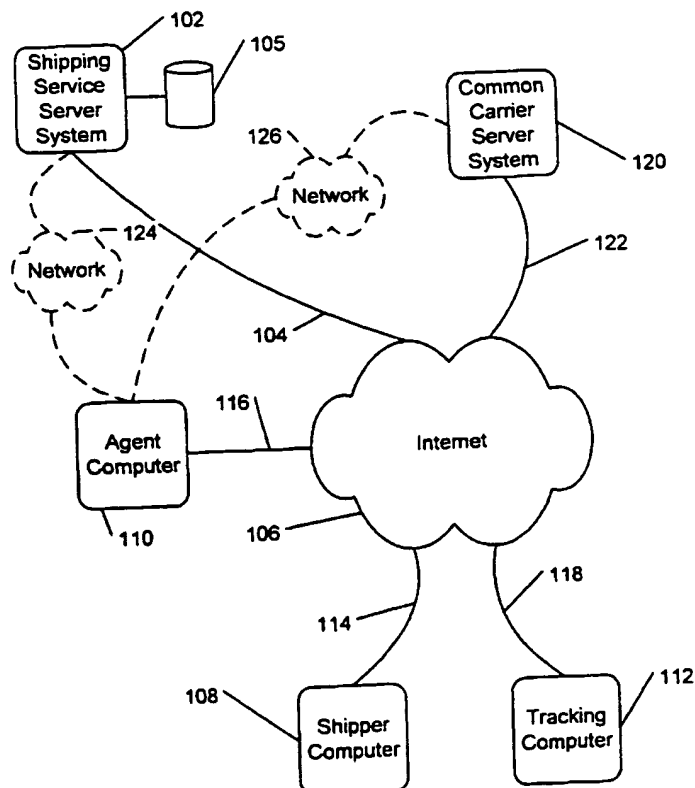 102
Shipping
Service
Server
System
105
126
Common
Carrier
Server
System
120
Network
124
Network
122
104
116
Agent
Computer
Internet
110
106
118
114
108
112
Shipper
Computer
Tracking
Computer